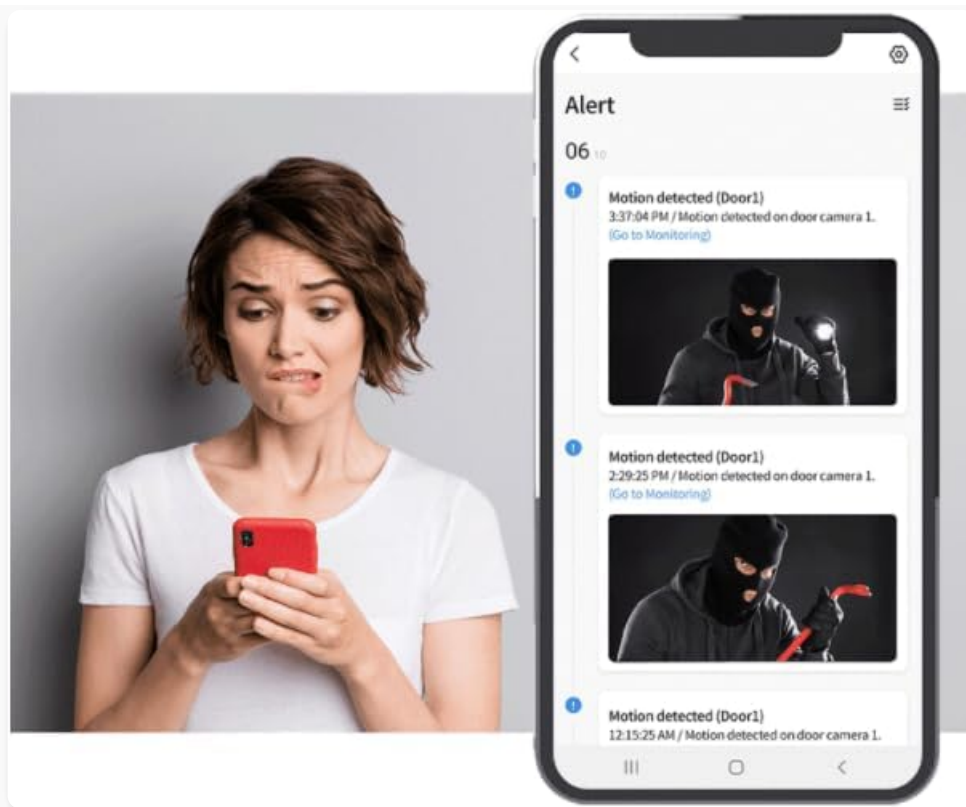 Alert
06 10
Motion detected (Door1)
3:37:04 PM / Motion detected on door camera 1.
(Go to Monitoring)
Motion detected (Door1)
2:29:25 PM / Motion detected on door camera 1.
(Go to Monitoring)
Motion detected (Door1)
12:15:25 AM / Motion detected on door camera 1.